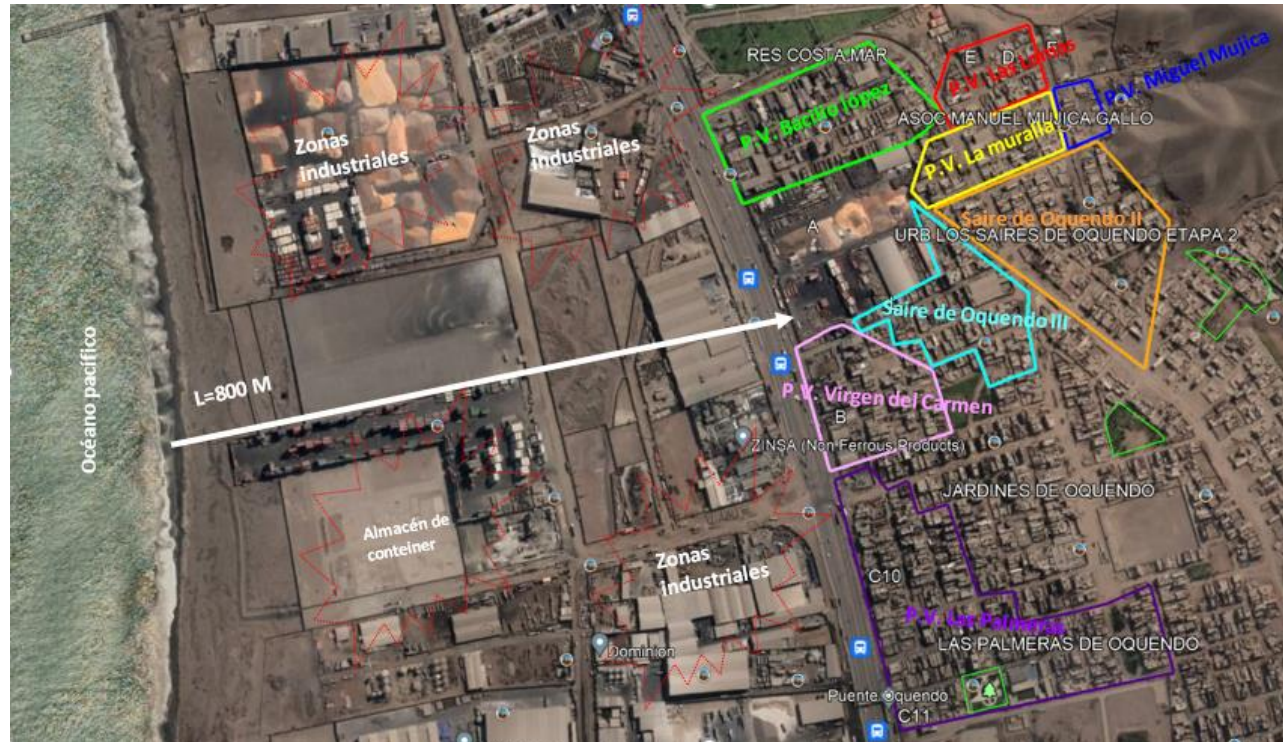 RES COSTA MAR
E
D
E
P.V. Las Lomas
P.V. Miguel Mujica
P.V. Bacilio lópez
ASOC MANUEL MUJICA GALLO
P.V. La muralla
Zonas
industriales
Zonas
industriales
A
Saire de Oquendo II
URB LOS SAIRES DE OQUENDO ETAPA 2
Saire de Oquendo III
Océano pacífico
L=800 M
P.V. Virgen del Carmen
B
ZINSA (Non Ferrous Products)
JARDINES DE OQUENDO
Almacén de
conteiner
Zonas
industriales
C10
P.V. Las Palmeras
LAS PALMERAS DE OQUENDO
Dominion
Puente Oquendo
C11